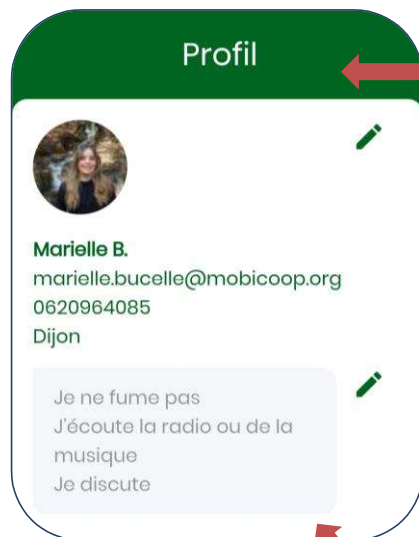 Profil
Marielle B.
marielle.bucelle@mobicoop.org
0620964085
Dijon
Je ne fume pas
J'écoute la radio ou de la
musique
Je discute